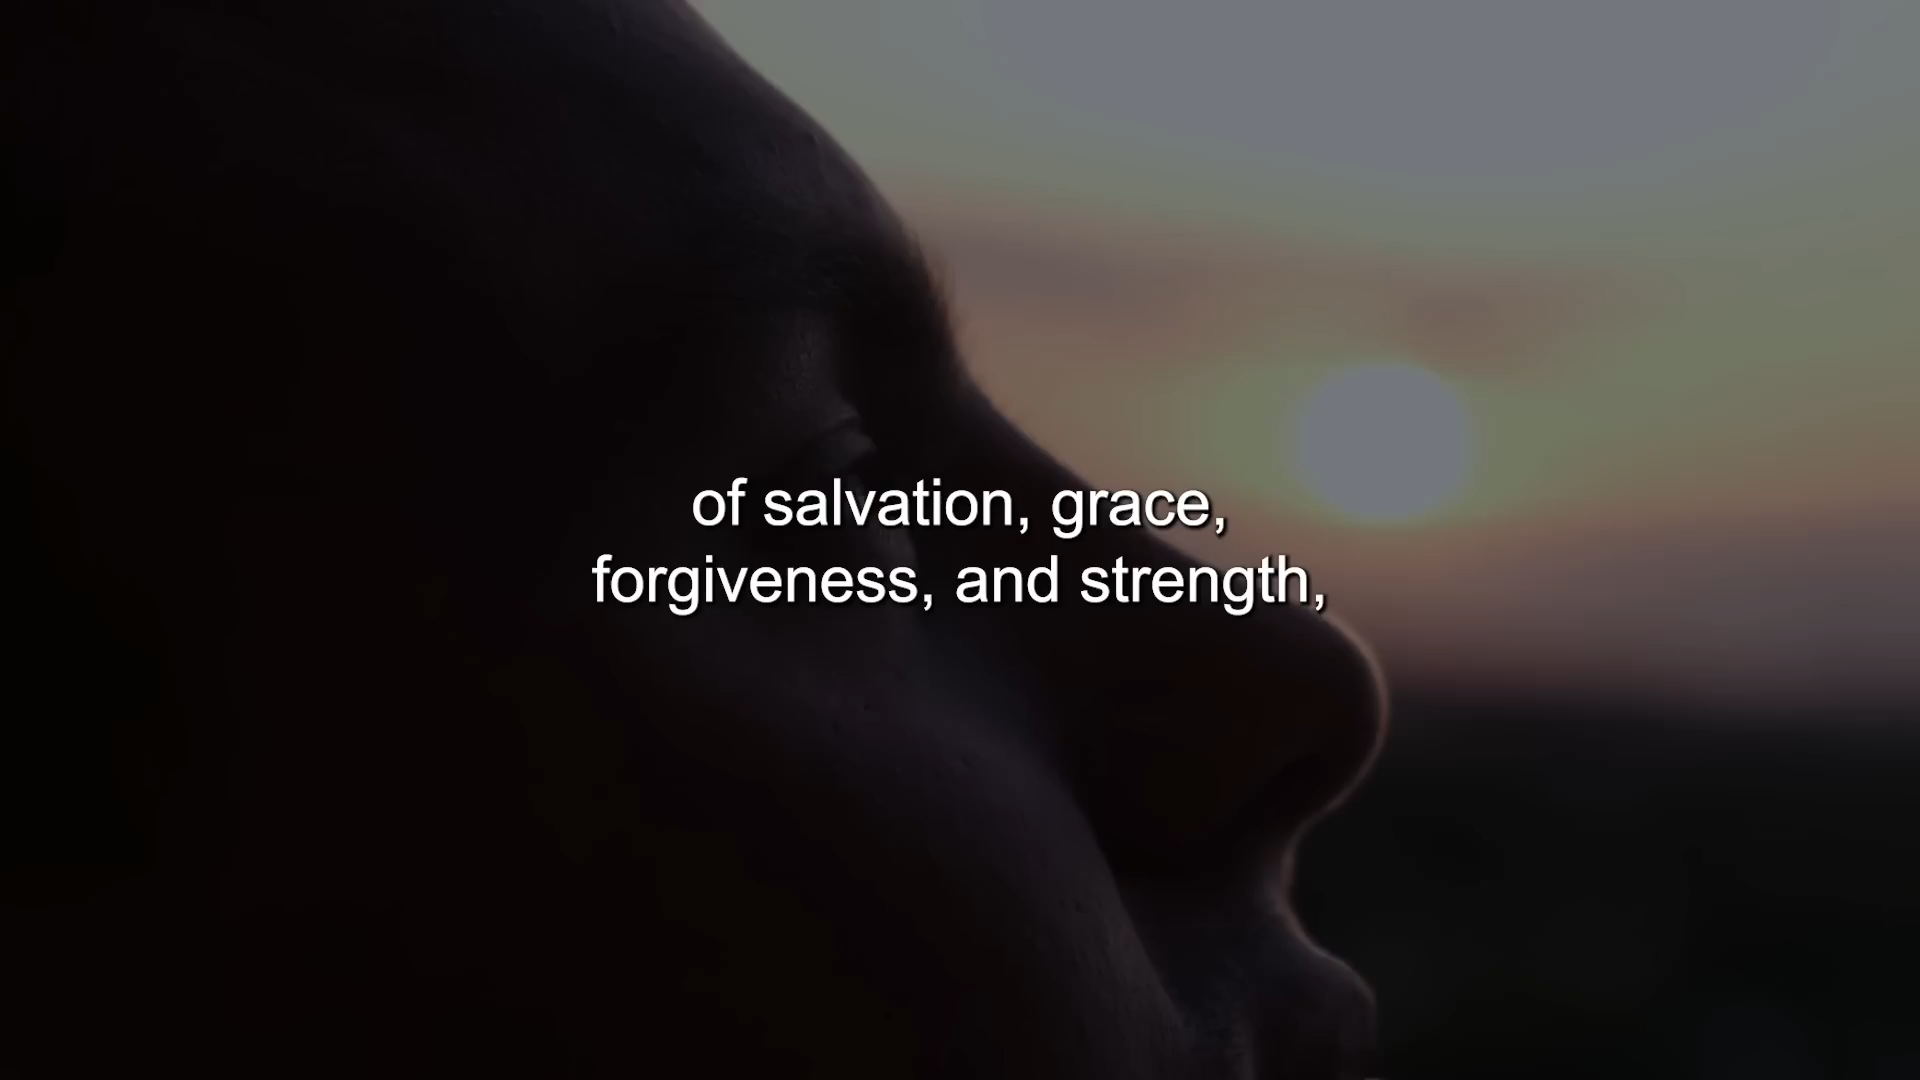 of salvation, grace,
forgiveness, and strength,